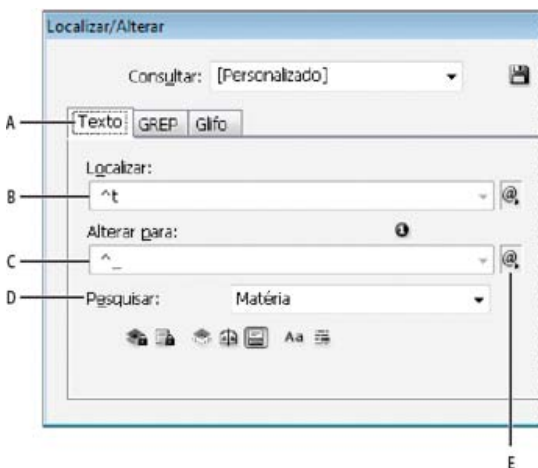 Localizar/Alterar
Consultar: [Personalizado]
A Texto GREP Glifo
Localizar:
B ^t @
Alterar para:
C ^_ @
D Pesquisar: Matéria
Aa
E